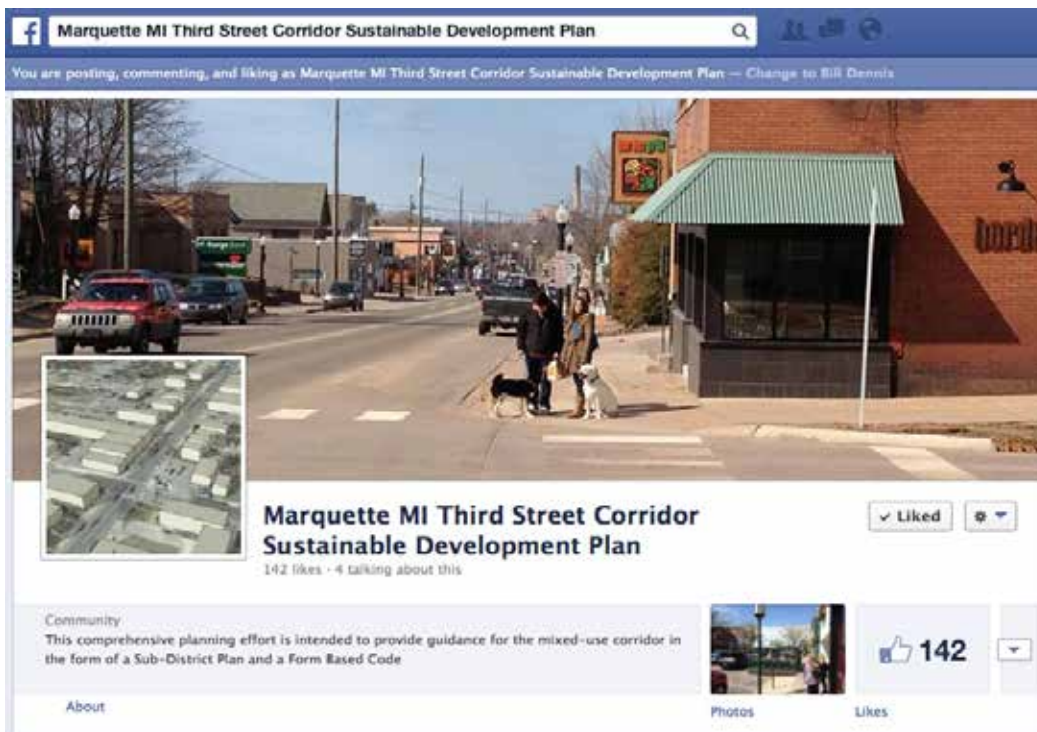 f Marquette MI Third Street Corridor Sustainable Development Plan
You are posting, commenting, and liking as Marquette MI Third Street Corridor Sustainable Development Plan — Change to Bill Dennis
Marquette MI Third Street Corridor
Sustainable Development Plan
142 likes · 4 talking about this
✓ Liked
Community
This comprehensive planning effort is intended to provide guidance for the mixed-use corridor in
the form of a Sub-District Plan and a Form Based Code
142
About
Photos
Likes